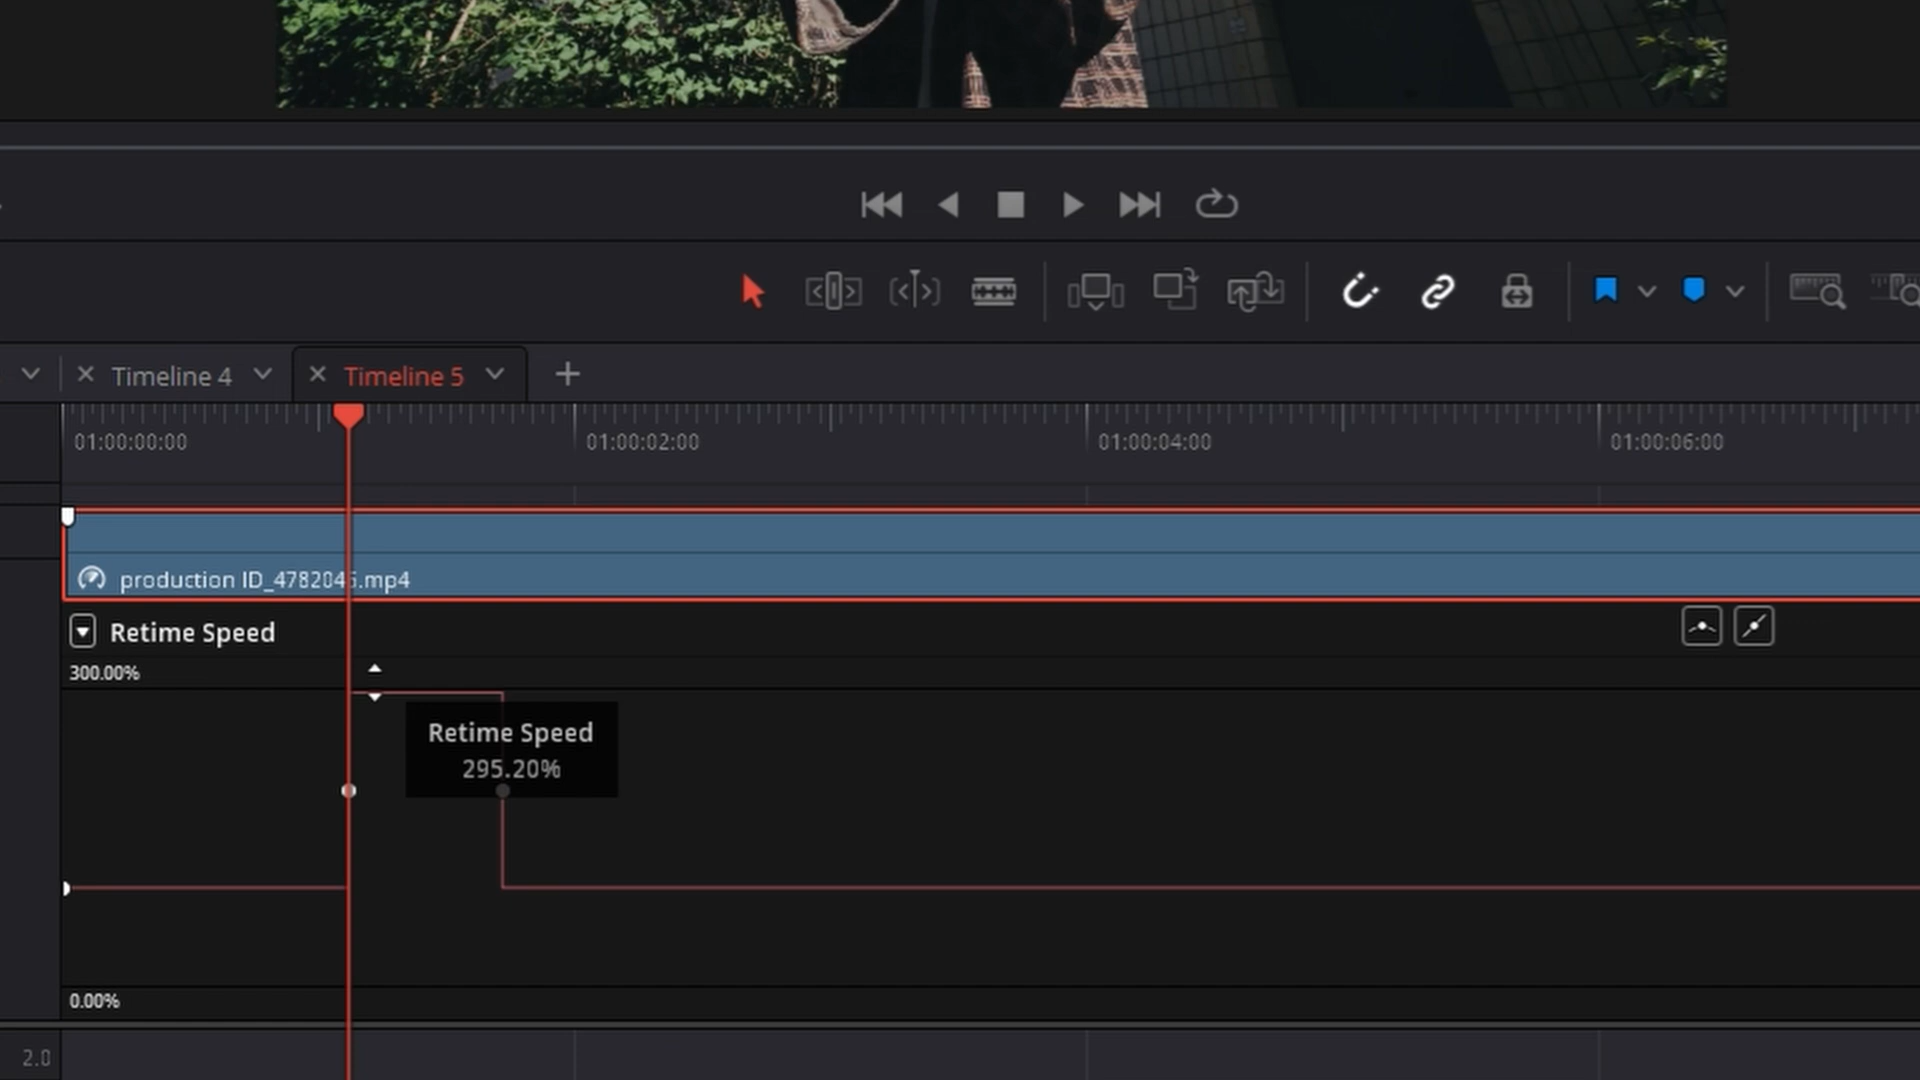 Timeline 4
Timeline 5
01:00:00:00
01:00:02:00
01:00:04:00
01:00:06:00
production ID_4782045.mp4
Retime Speed
300.00%
Retime Speed
295.20%
0.00%
2.0